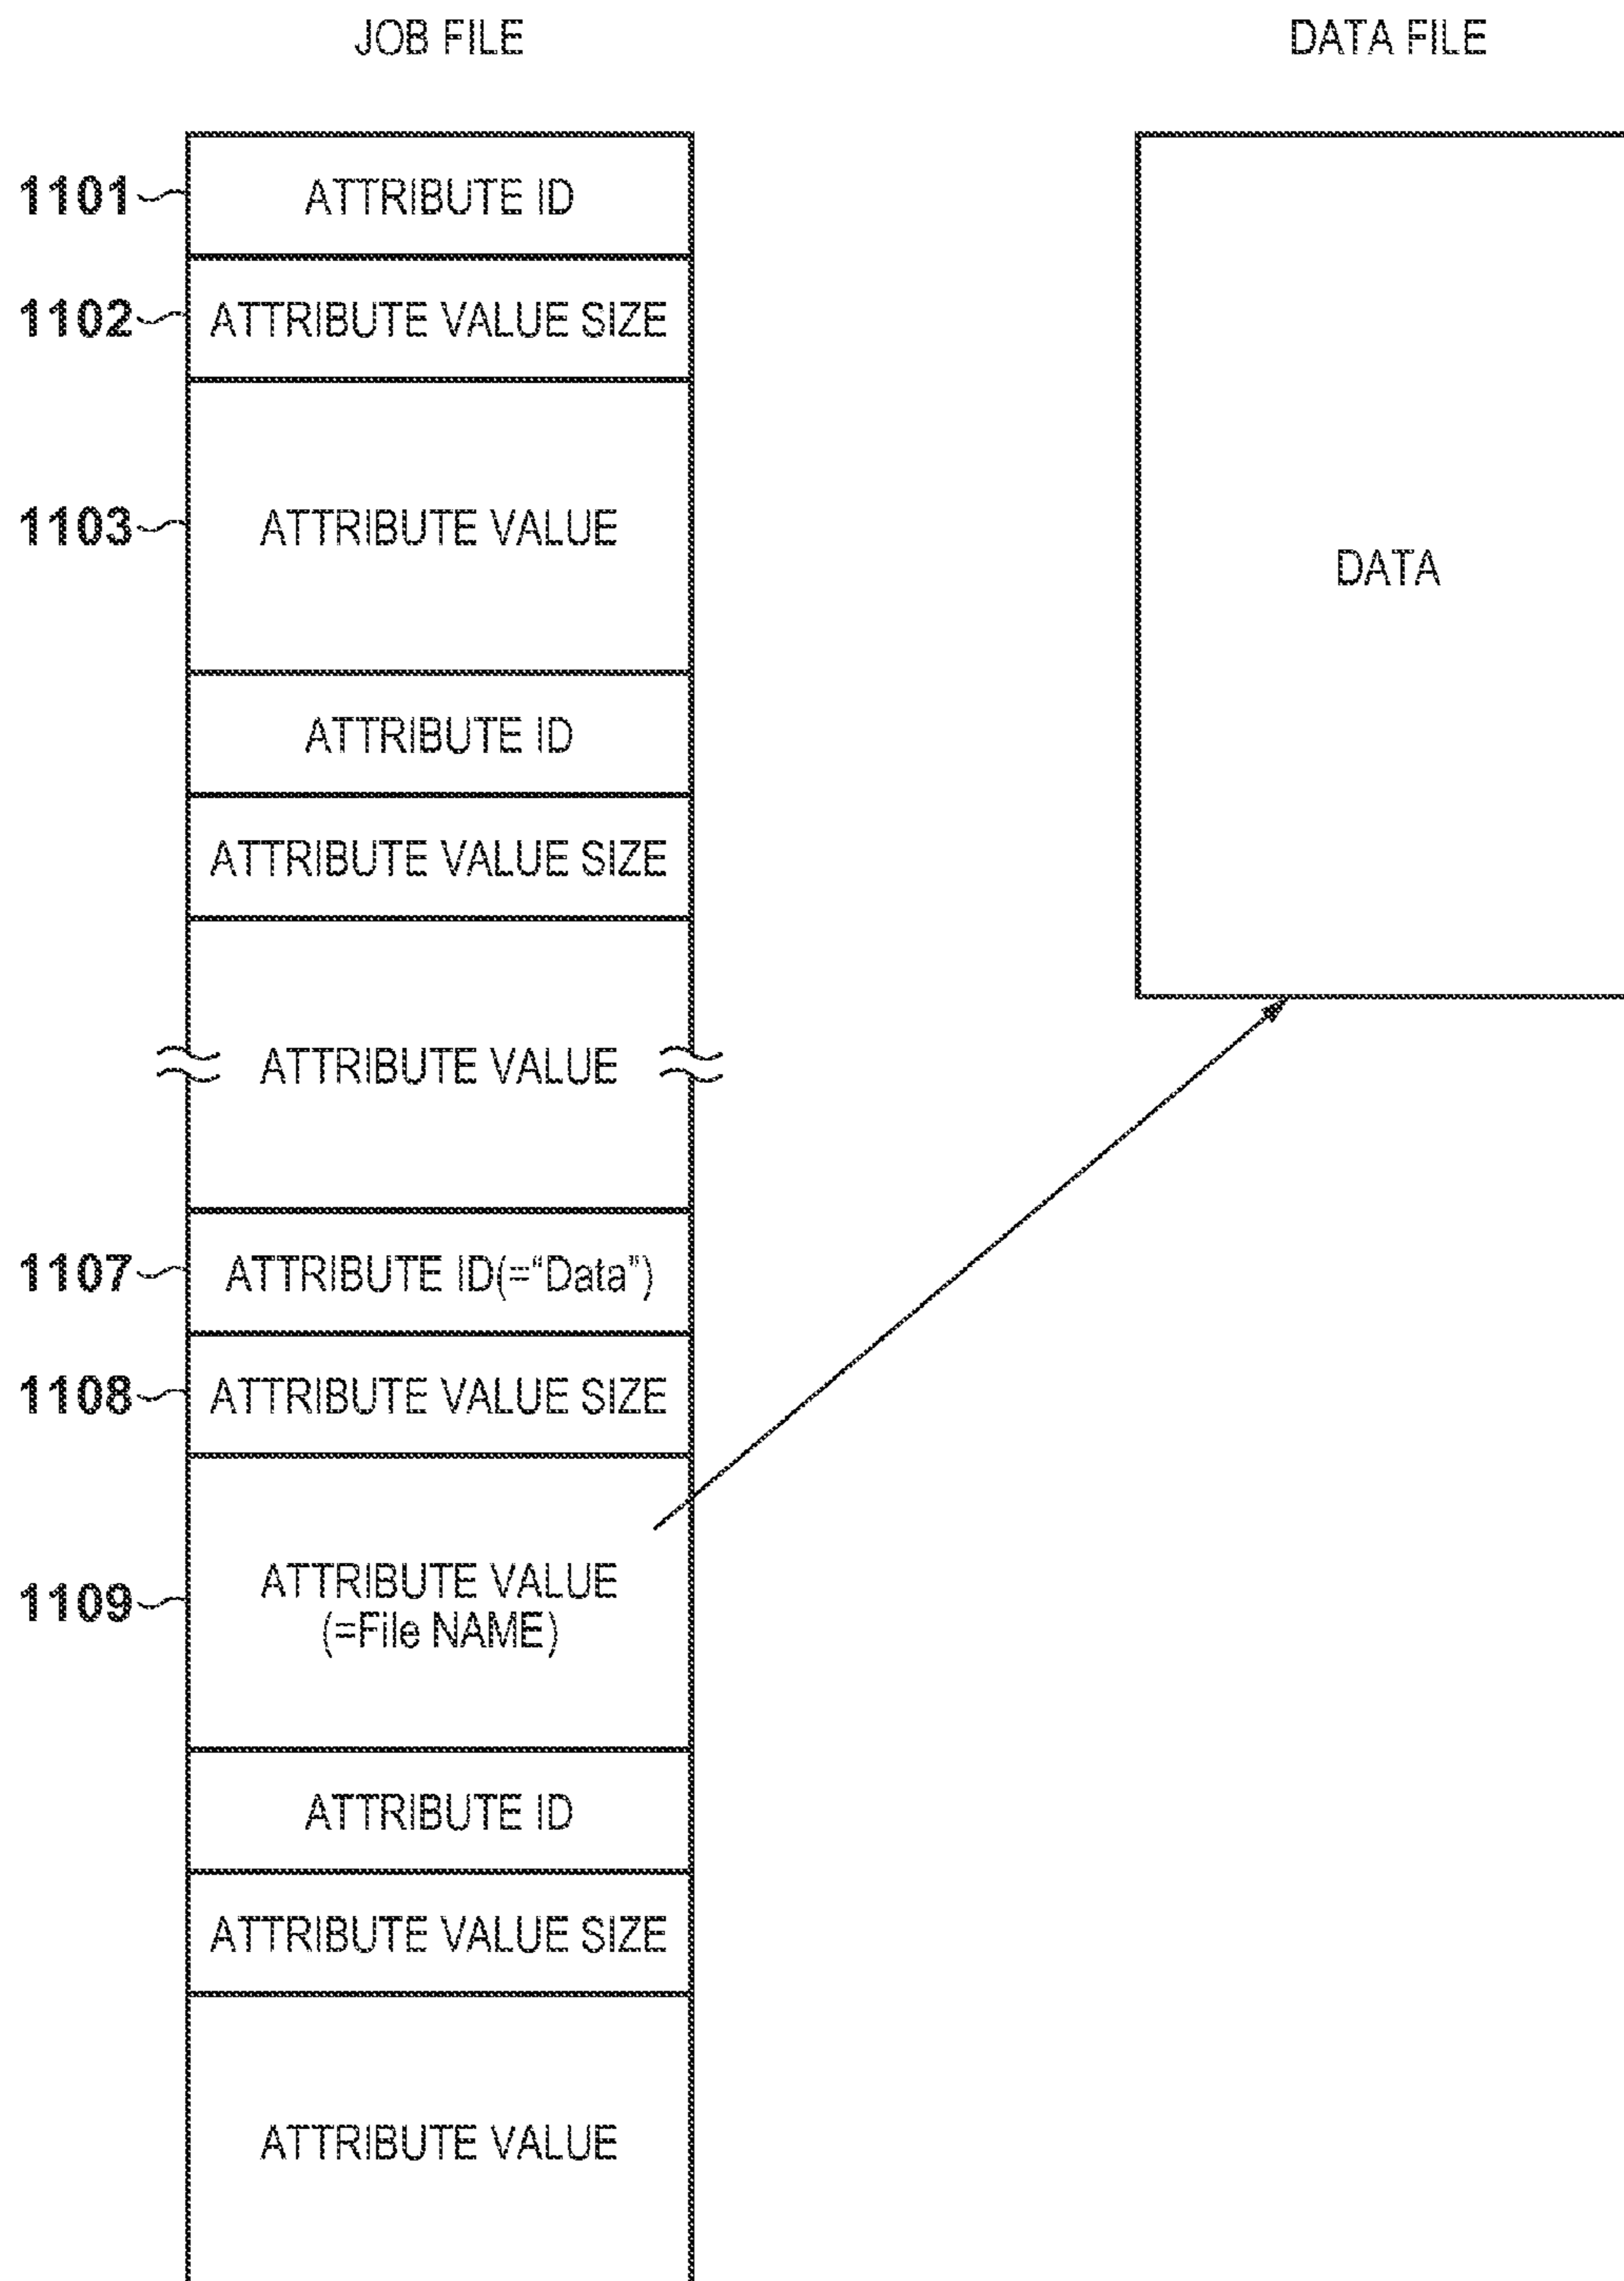 JOB FILE
DATA FILE
1101
ATTRIBUTE ID
1102
ATTRIBUTE VALUE SIZE
1103
ATTRIBUTE VALUE
DATA
ATTRIBUTE ID
ATTRIBUTE VALUE SIZE
ATTRIBUTE VALUE
1107
ATTRIBUTE ID(=“Data”)
1108
ATTRIBUTE VALUE SIZE
1109
ATTRIBUTE VALUE
(=File NAME)
ATTRIBUTE ID
ATTRIBUTE VALUE SIZE
ATTRIBUTE VALUE